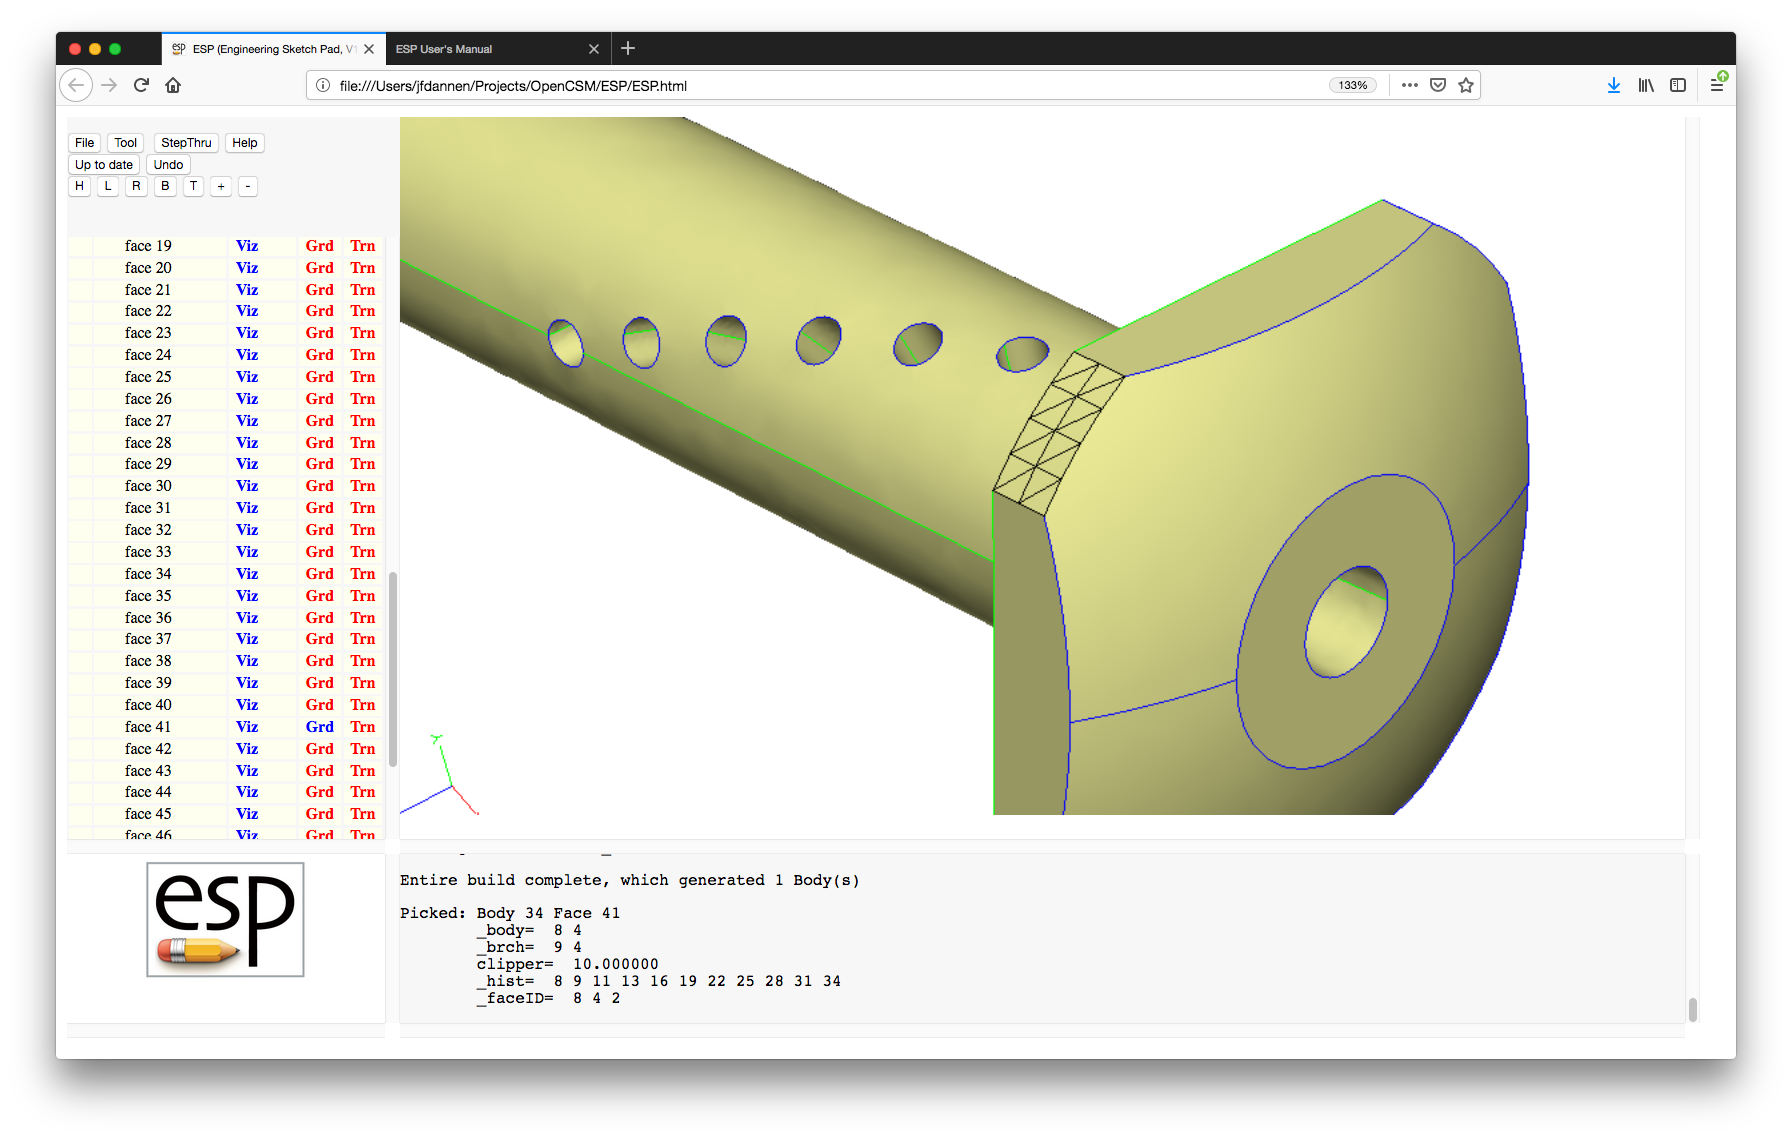 esp ESP (Engineering Sketch Pad, V1
ESP User's Manual
file:///Users/jfdannen/Projects/OpenCSM/ESP/ESP.html 133%
File Tool StepThru Help
Up to date Undo
H L R B T + -
face 19 Viz Grd Trn
face 20 Viz Grd Trn
face 21 Viz Grd Trn
face 22 Viz Grd Trn
face 23 Viz Grd Trn
face 24 Viz Grd Trn
face 25 Viz Grd Trn
face 26 Viz Grd Trn
face 27 Viz Grd Trn
face 28 Viz Grd Trn
face 29 Viz Grd Trn
face 30 Viz Grd Trn
face 31 Viz Grd Trn
face 32 Viz Grd Trn
face 33 Viz Grd Trn
face 34 Viz Grd Trn
face 35 Viz Grd Trn
face 36 Viz Grd Trn
face 37 Viz Grd Trn
face 38 Viz Grd Trn
face 39 Viz Grd Trn
face 40 Viz Grd Trn
face 41 Viz Grd Trn
face 42 Viz Grd Trn
face 43 Viz Grd Trn
face 44 Viz Grd Trn
face 45 Viz Grd Trn
face 46 Viz Grd Trn
Y
esp
Entire build complete, which generated 1 Body(s)
Picked: Body 34 Face 41
_body= 8 4
_brch= 9 4
clipper= 10.000000
_hist= 8 9 11 13 16 19 22 25 28 31 34
_faceID= 8 4 2